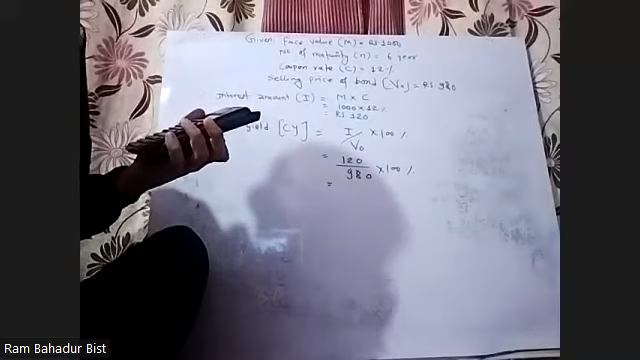 Given: Face value (M) = RS 1000
No. of maturity (n) = 6 year
Coupon rate (C) = 12 %
Selling price of bond [V₀] = RS 980
Interest amount (I) = M × C
= 1000 × 12 %
= RS 120
yield [CY] = I / V₀ × 100 %
= 120 / 980 × 100 %
=
Ram Bahadur Bist